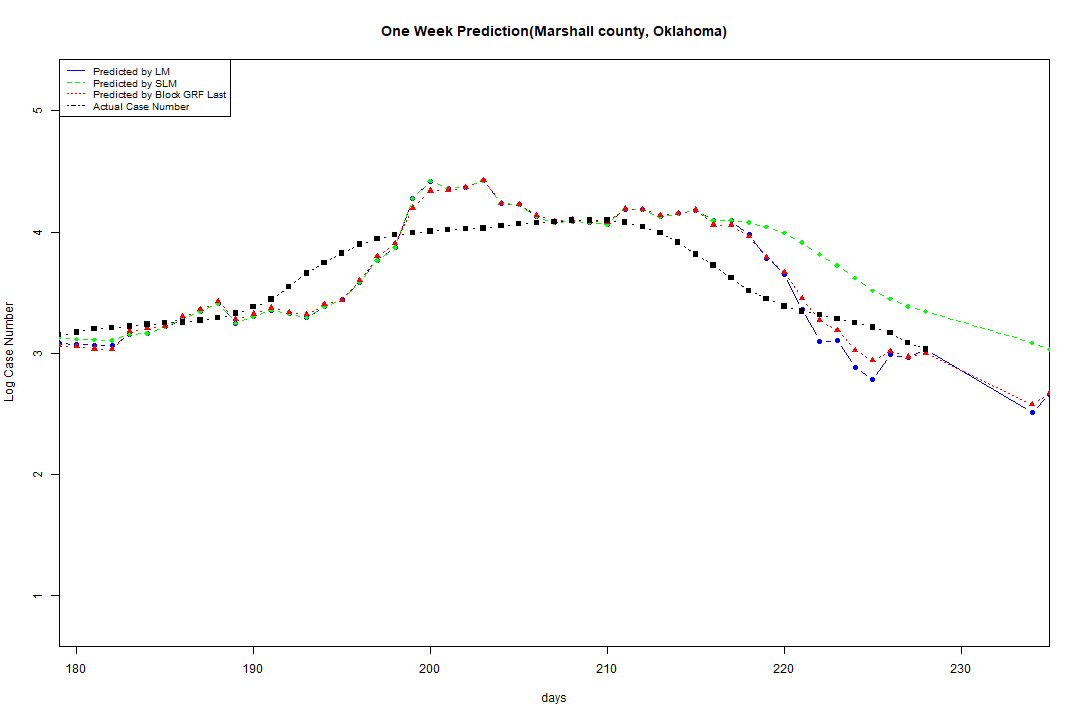 One Week Prediction(Marshall county, Oklahoma)
Predicted by LM
Predicted by SLM
Predicted by Block GRF Last
Actual Case Number
5
4
3
2
1
Log Case Number
180 190 200 210 220 230
days